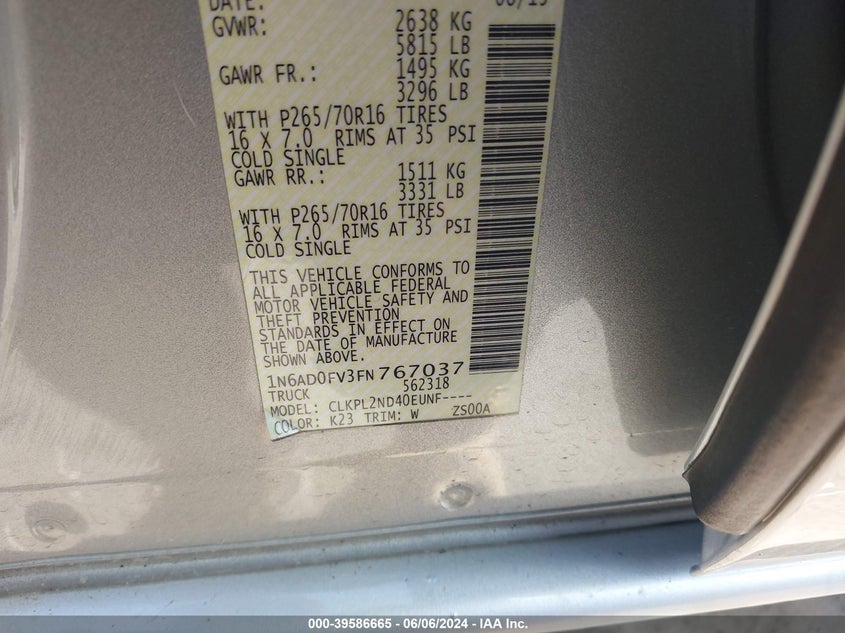 DATE:
GVWR: 2638 KG
5815 LB
GAWR FR.: 1495 KG
3296 LB
WITH P265/70R16 TIRES
16 X 7.0 RIMS AT 35 PSI
COLD SINGLE
GAWR RR.: 1511 KG
3331 LB
WITH P265/70R16 TIRES
16 X 7.0 RIMS AT 35 PSI
COLD SINGLE
THIS VEHICLE CONFORMS TO
ALL APPLICABLE FEDERAL
MOTOR VEHICLE SAFETY AND
THEFT PREVENTION
STANDARDS IN EFFECT ON
THE DATE OF MANUFACTURE
SHOWN ABOVE.
1N6AD0FV3FN767037
TRUCK 562318
MODEL: CLKPL2ND40EUNF----
COLOR: K23 TRIM: W ZS00A
000-39586665 - 06/06/2024 - IAA Inc.